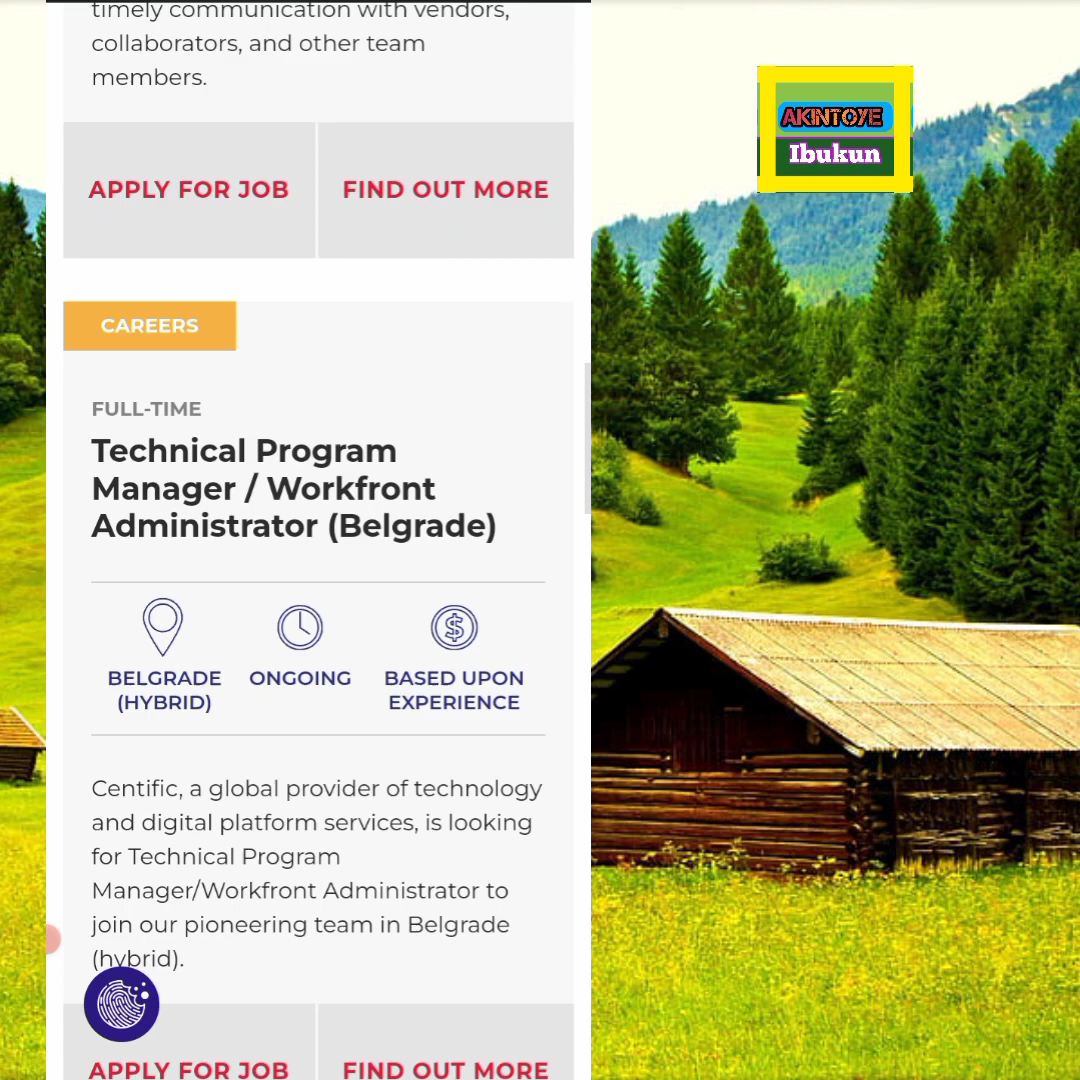 timely communication with vendors,
collaborators, and other team
members.
APPLY FOR JOB
FIND OUT MORE
CAREERS
FULL-TIME
Technical Program
Manager / Workfront
Administrator (Belgrade)
BELGRADE
(HYBRID)
ONGOING
BASED UPON
EXPERIENCE
Centific, a global provider of technology
and digital platform services, is looking
for Technical Program
Manager/Workfront Administrator to
join our pioneering team in Belgrade
(hybrid).
APPLY FOR JOB
FIND OUT MORE
AKINTOYE
Ibukun